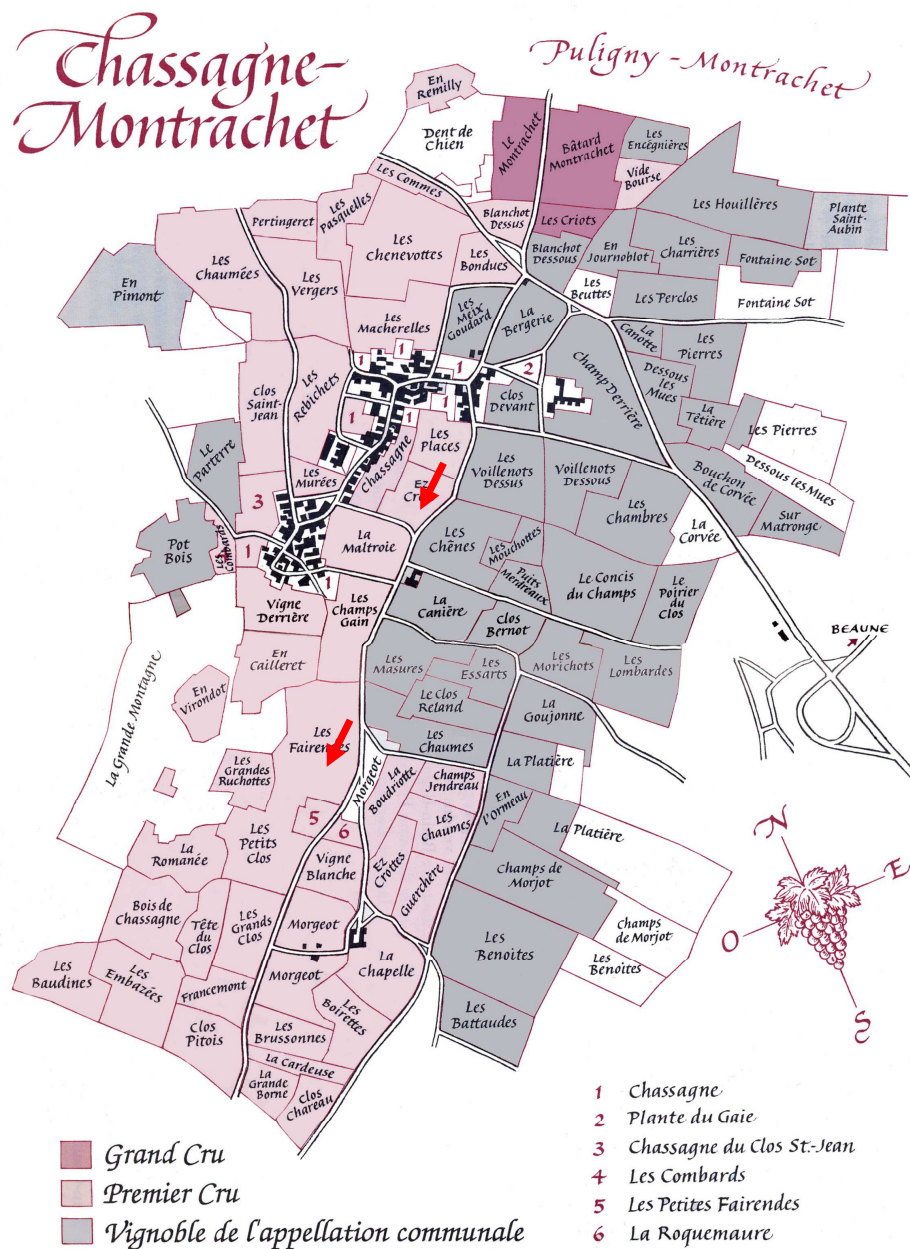 Chassagne-
Montrachet
Puligny - Montrachet
En
Remilly
Dent de
Chien
Le
Montrachet
Bâtard
Montrachet
Les
Encégnières
Vide
Bourse
Les Houillères
Plante
Saint-
Aubin
Les Commes
Pertingeret
Les
Pasquelles
Blanchot
Dessus
Les Criots
Les
Chaumées
Les
Vergers
Les
Chenevottes
Les
Bondues
Blanchot
Dessous
En
Journoblot
Les
Charrières
Fontaine Sot
En
Pimont
Les
Beuttes
Les Perclos
Fontaine Sot
Les
Macherelles
Les
Meix
Goudard
La
Bergerie
La
Canotte
Les
Pierres
1
1
1
2
Champ Derrière
Dessous
les
Mues
Clos
Saint-
Jean
Les
Rebichets
1
1
1
Clos
Devant
La
Têtière
Les Pierres
Dessous les Mues
Le
Parterre
Les
Places
Chassagne
Les
Voillenots
Dessus
Voillenots
Dessous
Bouchon
de Corvée
Les
Murées
3
Ez
Les
Chambres
La
Corvée
Sur
Matronge
Pot
Bois
Les
Combards
1
La
Maltroie
Les
Chênes
Les
Mouchottes
Puits
Merdreaux
Le Concis
du Champs
Le
Poirier
du
Clos
1
Vigne
Derrière
Les
Champs
Gain
La
Canière
Clos
Bernot
BEAUNE
En
Cailleret
Les
Masures
Les
Essarts
Les
Morichots
Les
Lombardes
La Grande Montagne
En
Virondot
Le Clos
Reland
La
Goujonne
Les
Fairendes
Les
Chaumes
La Platière
Les
Grandes
Ruchottes
Morgeot
La
Boudriotte
Champs
Jendreau
En
l'Ormeau
La Platière
5
6
Les
Chaumes
Les
Petits
Clos
La
Romanée
Vigne
Blanche
Ez
Crottes
Guerchère
Champs de
Morjot
N
E
O
S
Bois de
Chassagne
Tête
du
Clos
Les
Grands
Clos
Morgeot
Champs
de Morjot
Les
Benoites
Les
Benoites
Les
Baudines
Les
Embazées
Francemont
Morgeot
La
Chapelle
Clos
Pitois
Les
Boirettes
Les
Brussonnes
Les
Battaudes
La Cardeuse
La
Grande
Borne
Clos
Chareau
1 Chassagne
2 Plante du Gaie
3 Chassagne du Clos St.-Jean
4 Les Combards
5 Les Petites Fairendes
6 La Roquemaure
Grand Cru
Premier Cru
Vignoble de l'appellation communale